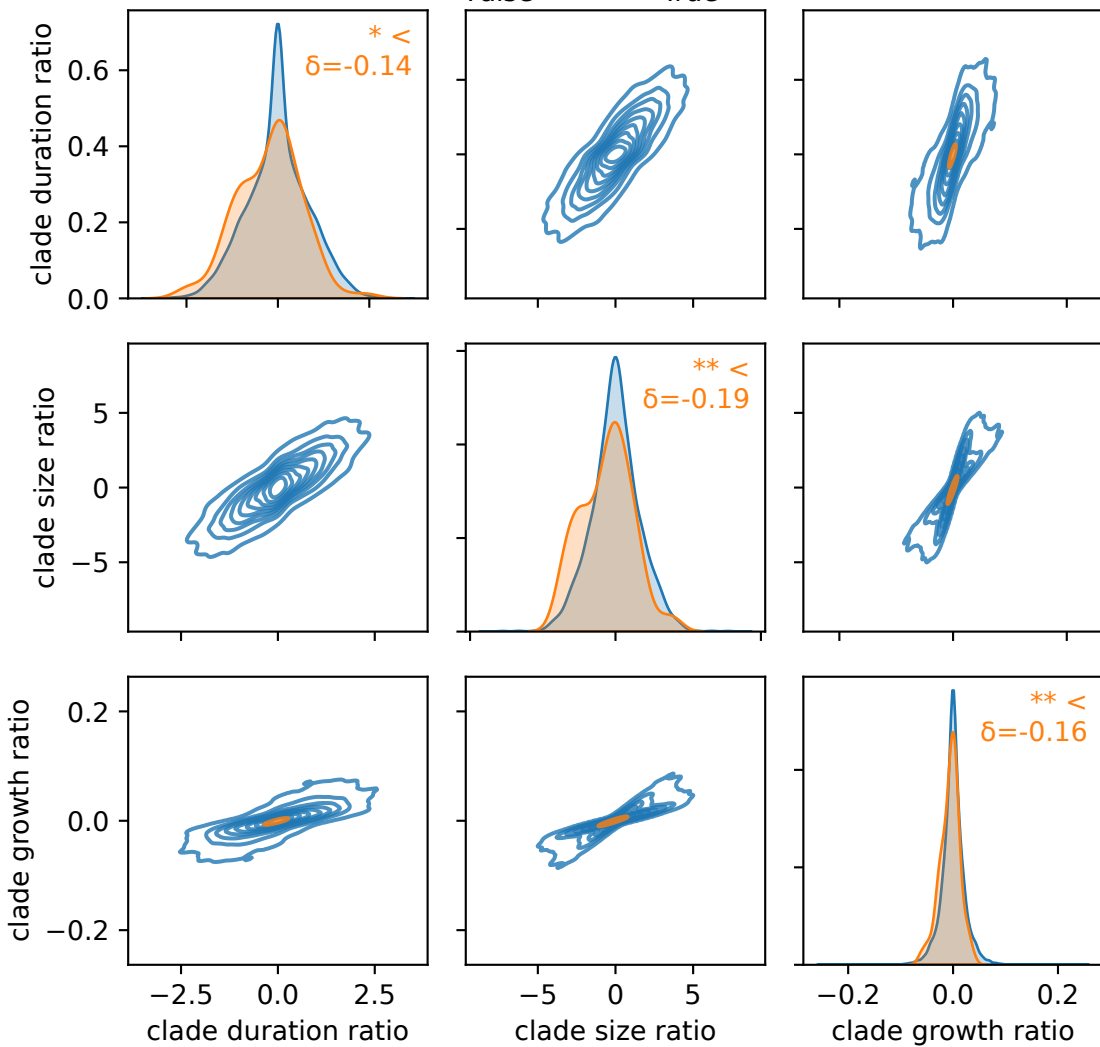 * <
δ=-0.14
clade duration ratio
0.6
0.4
0.2
0.0
** <
δ=-0.19
clade size ratio
5
0
−5
** <
δ=-0.16
clade growth ratio
0.2
0.0
−0.2
−2.5 0.0 2.5
−5 0 5
−0.2 0.0 0.2
clade duration ratio
clade size ratio
clade growth ratio